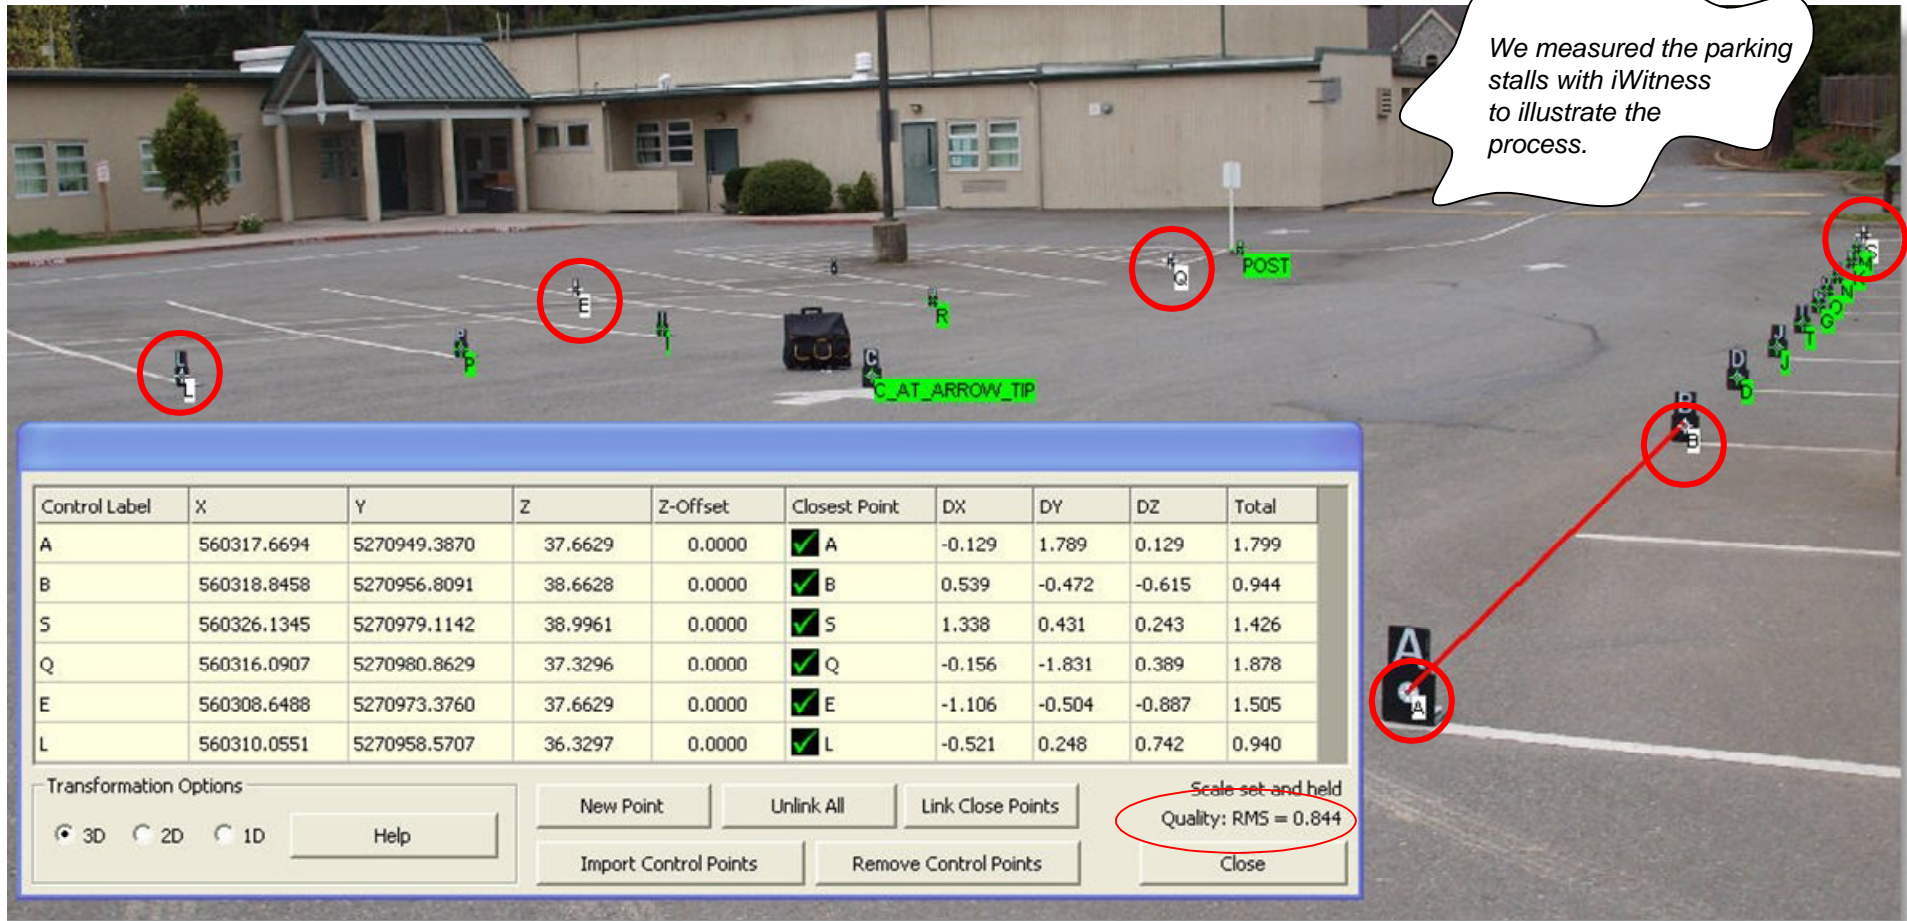 We measured the parking
stalls with iWitness
to illustrate the
process.
S
M
K
N
O
G
T
J
D
D
B
B
A
A
POST
Q
E
R
I
P
L
C
C_AT_ARROW_TIP
Control Label X Y Z Z-Offset Closest Point DX DY DZ Total
A 560317.6694 5270949.3870 37.6629 0.0000 A -0.129 1.789 0.129 1.799
B 560318.8458 5270956.8091 38.6628 0.0000 B 0.539 -0.472 -0.615 0.944
S 560326.1345 5270979.1142 38.9961 0.0000 S 1.338 0.431 0.243 1.426
Q 560316.0907 5270980.8629 37.3296 0.0000 Q -0.156 -1.831 0.389 1.878
E 560308.6488 5270973.3760 37.6629 0.0000 E -1.106 -0.504 -0.887 1.505
L 560310.0551 5270958.5707 36.3297 0.0000 L -0.521 0.248 0.742 0.940
Transformation Options
3D 2D 1D
Help
New Point
Unlink All
Link Close Points
Import Control Points
Remove Control Points
Scale set and held
Quality: RMS = 0.844
Close